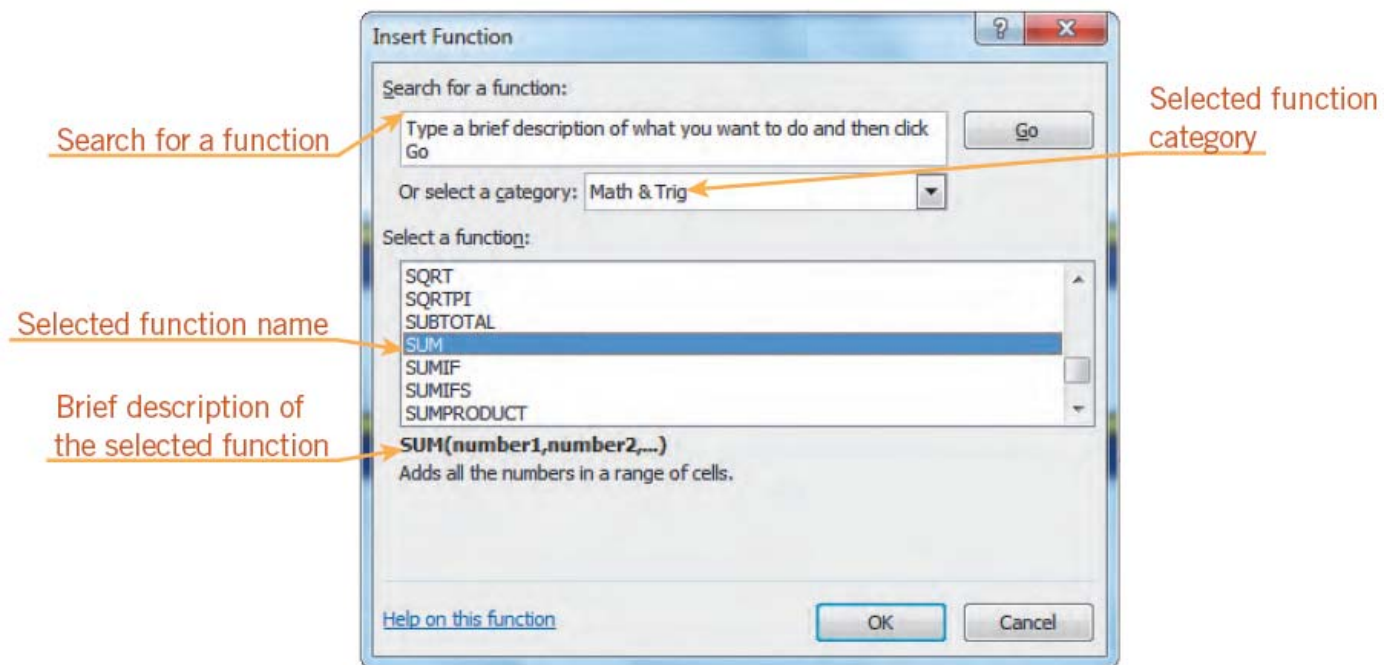 Insert Function
Search for a function:
Type a brief description of what you want to do and then click
Go
Go
Or select a category: Math & Trig
Select a function:
SQRT
SQRTPI
SUBTOTAL
SUM
SUMIF
SUMIFS
SUMPRODUCT
SUM(number1,number2,...)
Adds all the numbers in a range of cells.
Help on this function
OK
Cancel
Search for a function
Selected function
category
Selected function name
Brief description of
the selected function